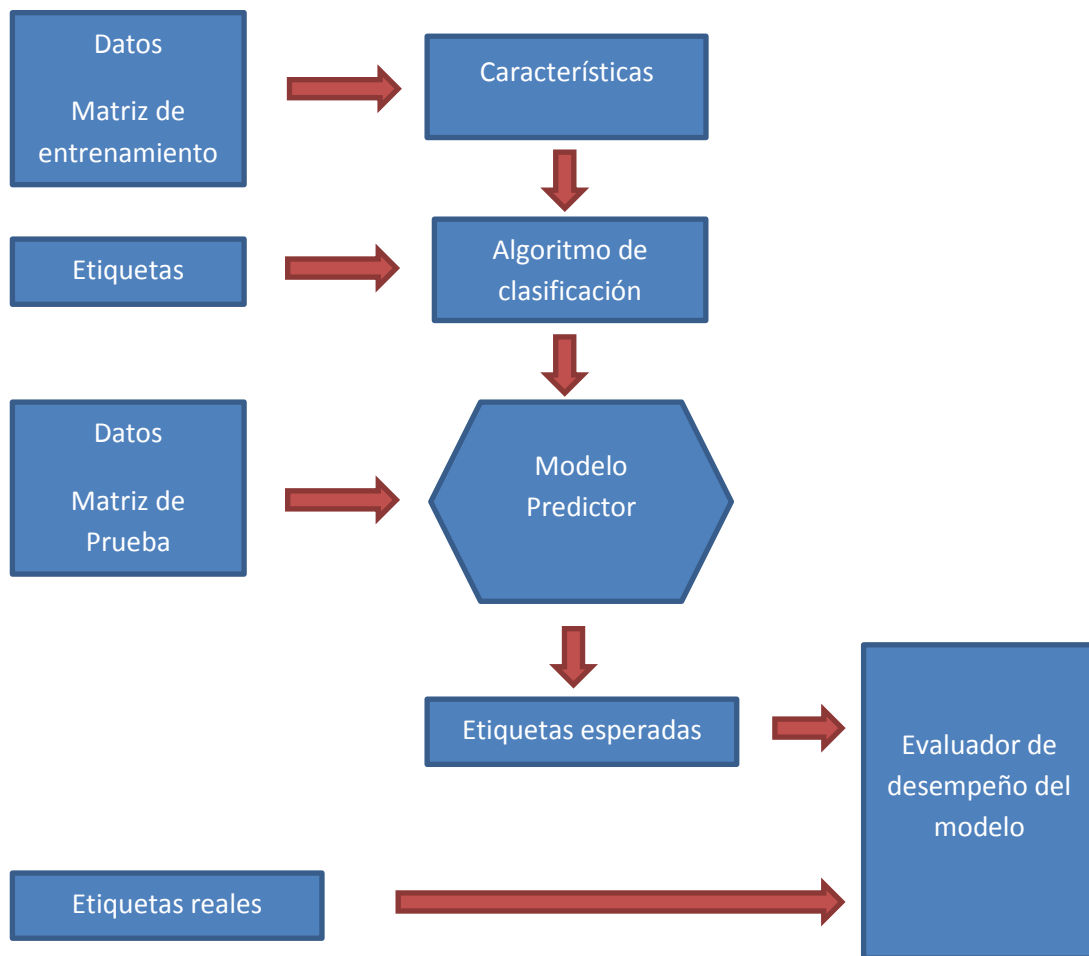 Datos
Matriz de
entrenamiento
Característícas
Etiquetas
Algoritmo de
clasificación
Datos
Matriz de
Prueba
Modelo
Predictor
Etiquetas esperadas
Evaluador de
desempeño del
modelo
Etiquetas reales